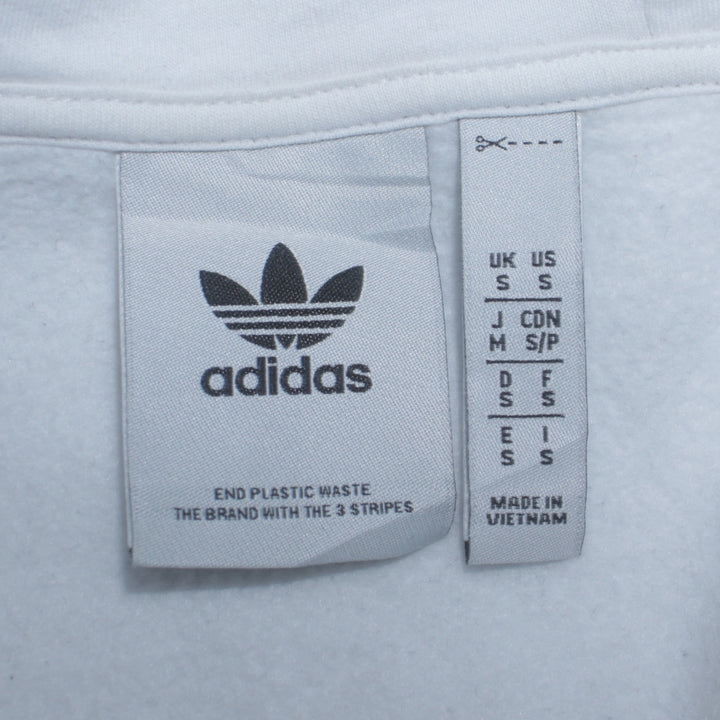 adidas
END PLASTIC WASTE
THE BRAND WITH THE 3 STRIPES
UK US
S S
J CDN
M S/P
D F
S S
E I
S S
MADE IN
VIETNAM